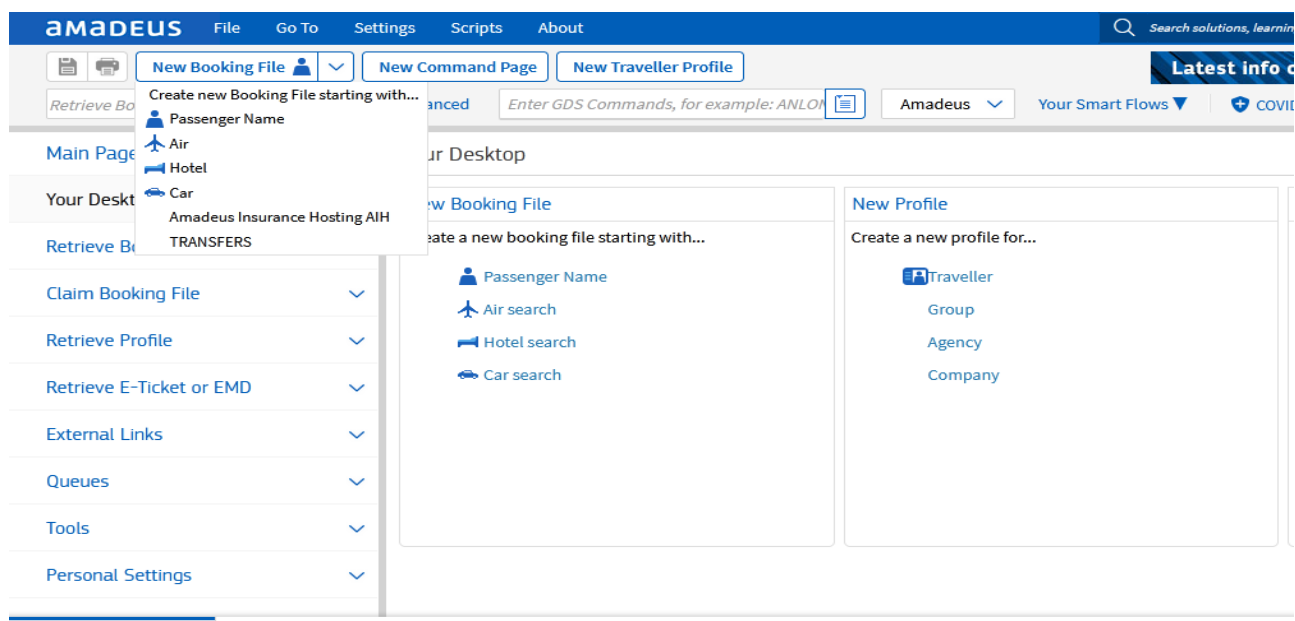 aмaDEUS File Go To Settings Scripts About Search solutions, learnin
New Booking File New Command Page New Traveller Profile Latest info
Retrieve Bo Create new Booking File starting with... anced Enter GDS Commands, for example: ANLON Amadeus Your Smart Flows COVID
Passenger Name
Air
Hotel
Car
Amadeus Insurance Hosting AIH
TRANSFERS
Main Page
Your Deskt
Retrieve Bo
Claim Booking File
Retrieve Profile
Retrieve E-Ticket or EMD
External Links
Queues
Tools
Personal Settings
ur Desktop
ew Booking File
eate a new booking file starting with...
Passenger Name
Air search
Hotel search
Car search
New Profile
Create a new profile for...
Traveller
Group
Agency
Company